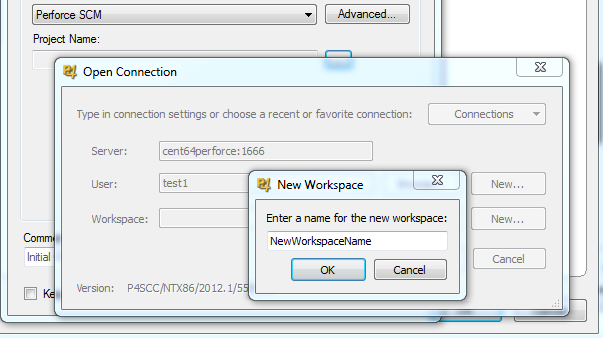 Perforce SCM
Advanced...
Project Name:
Open Connection
Type in connection settings or choose a recent or favorite connection:
Connections
Server:
cent64perforce:1666
User:
test1
New...
Workspace:
New...
New Workspace
Enter a name for the new workspace:
NewWorkspaceName
OK
Cancel
Cancel
Initial
Version: P4SCC/NTX86/2012.1/55